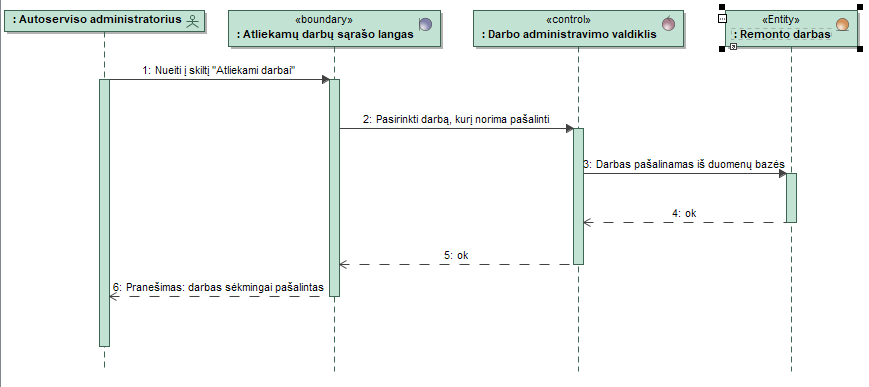 : Autoserviso administratorius
«boundary»
: Atliekamų darbų sąrašo langas
«control»
: Darbo administravimo valdiklis
«Entity»
: Remonto darbas
1: Nueiti į skiltį "Atliekami darbai"
2: Pasirinkti darbą, kurį norima pašalinti
3: Darbas pašalinamas iš duomenų bazės
4: ok
5: ok
6: Pranešimas: darbas sėkmingai pašalintas